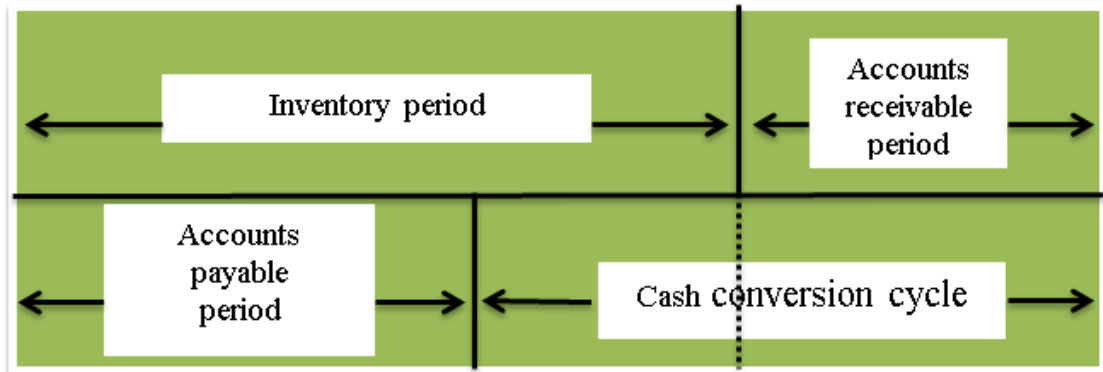 Inventory period
Accounts
receivable
period
Accounts
payable
period
Cash conversion cycle